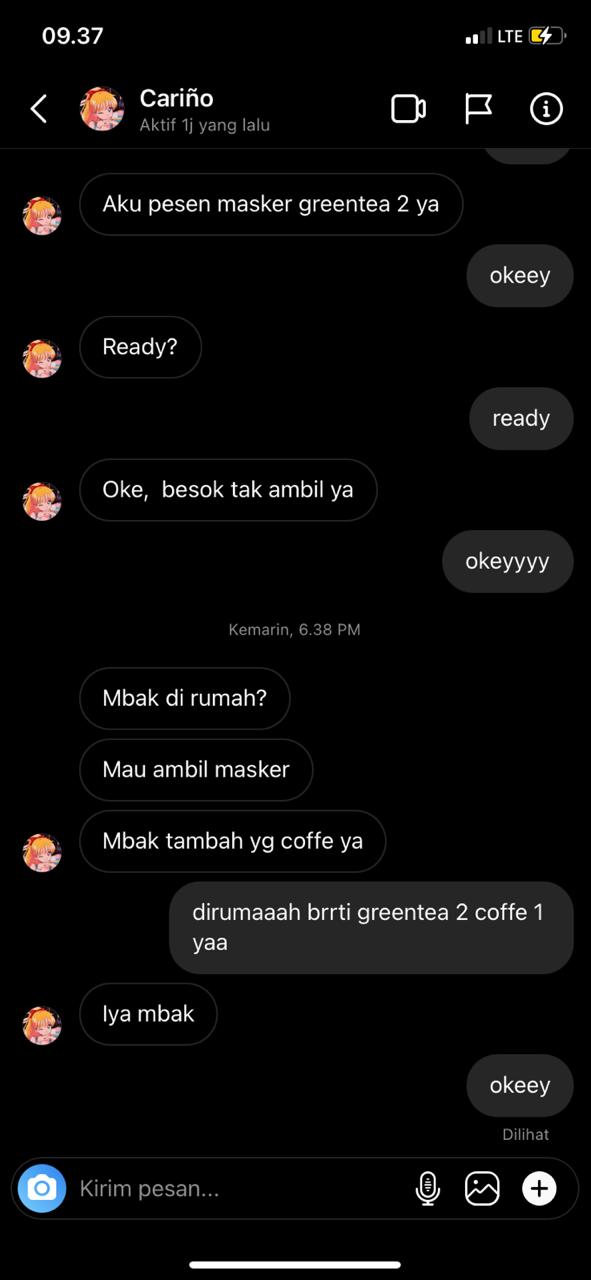 09.37
LTE
Cariño
Aktif 1j yang lalu
Aku pesen masker greentea 2 ya
okeey
Ready?
ready
Oke,  besok tak ambil ya
okeyyyy
Kemarin, 6.38 PM
Mbak di rumah?
Mau ambil masker
Mbak tambah yg coffe ya
dirumaaah brrti greentea 2 coffe 1
yaa
Iya mbak
okeey
Dilihat
Kirim pesan...